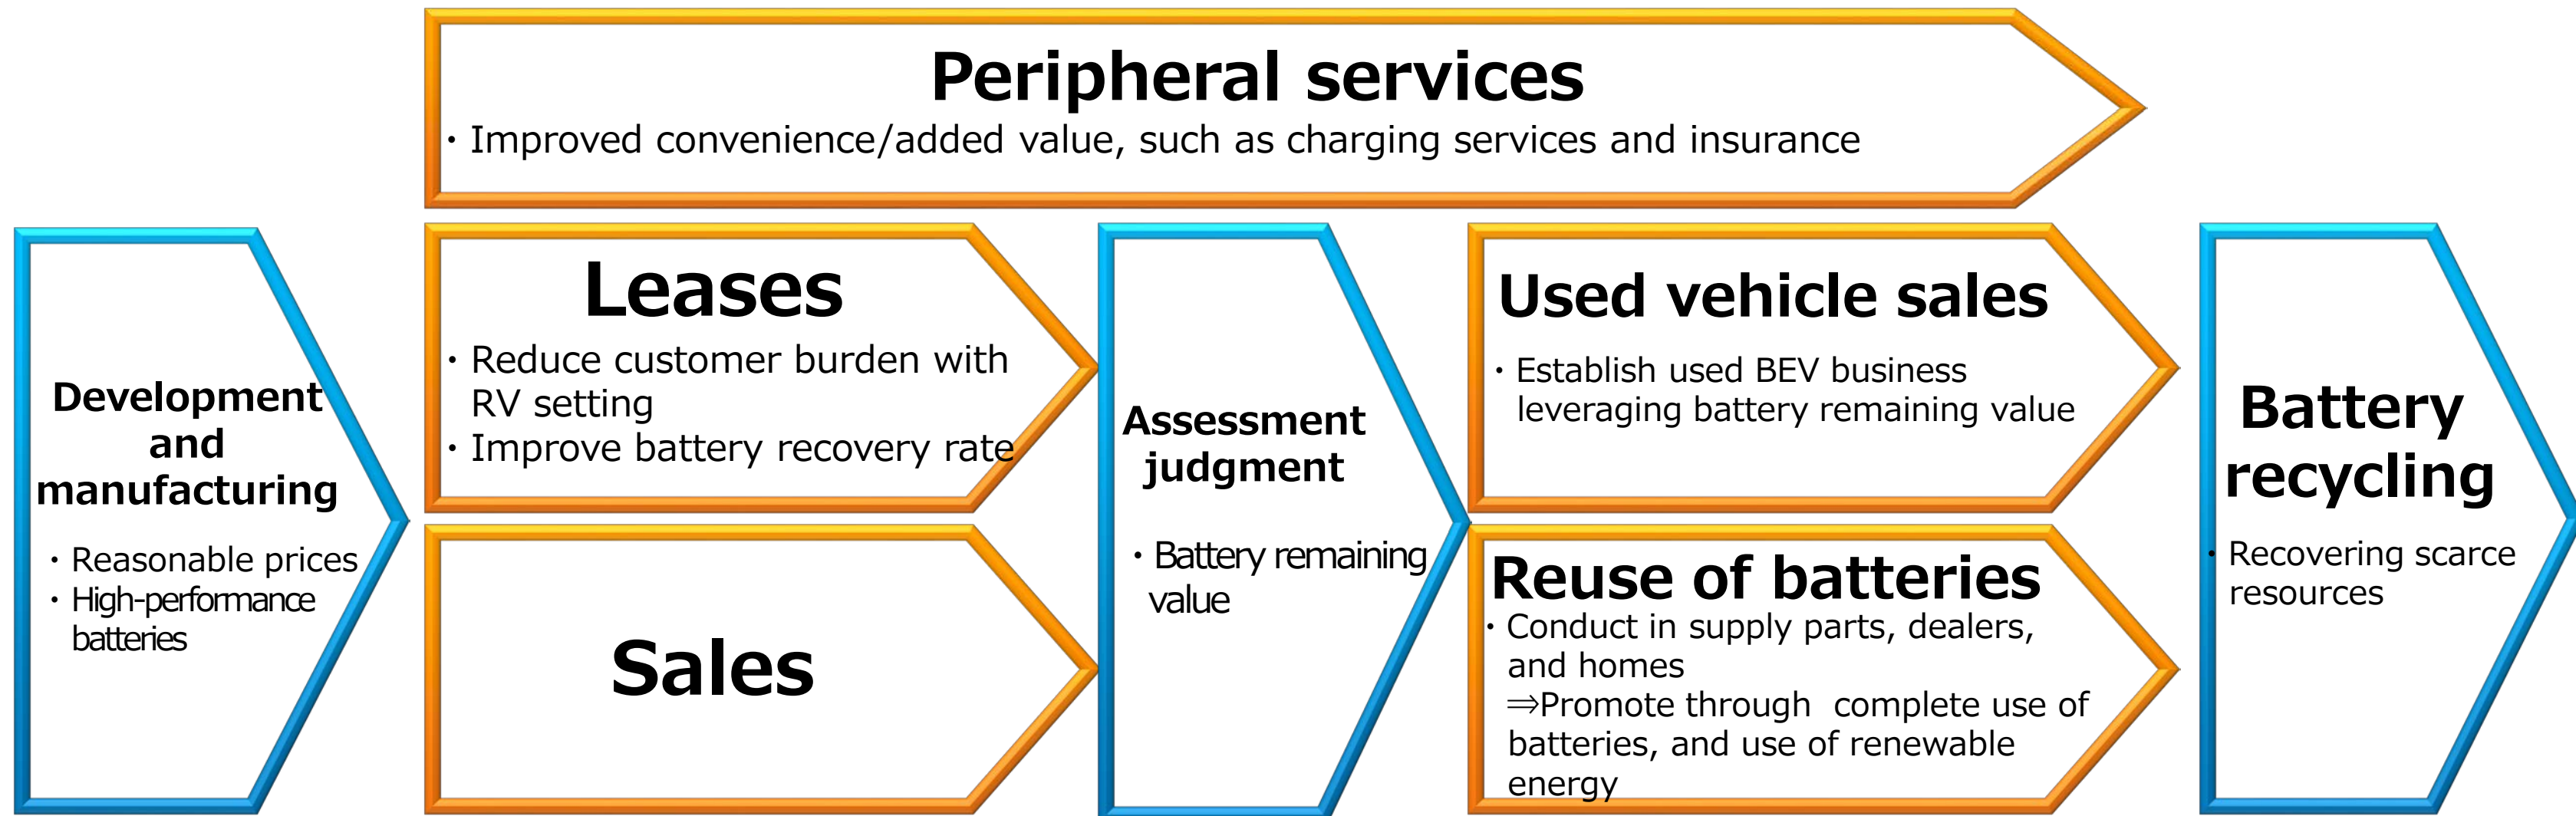 Peripheral services
・Improved convenience/added value, such as charging services and insurance
Development
and
manufacturing
・Reasonable prices
・High-performance
batteries
Leases
・Reduce customer burden with
RV setting
・Improve battery recovery rate
Sales
Assessment
judgment
・Battery remaining
value
Used vehicle sales
・Establish used BEV business
leveraging battery remaining value
Reuse of batteries
・Conduct in supply parts, dealers,
and homes
⇒Promote through complete use of
batteries, and use of renewable
energy
Battery
recycling
・Recovering scarce
resources